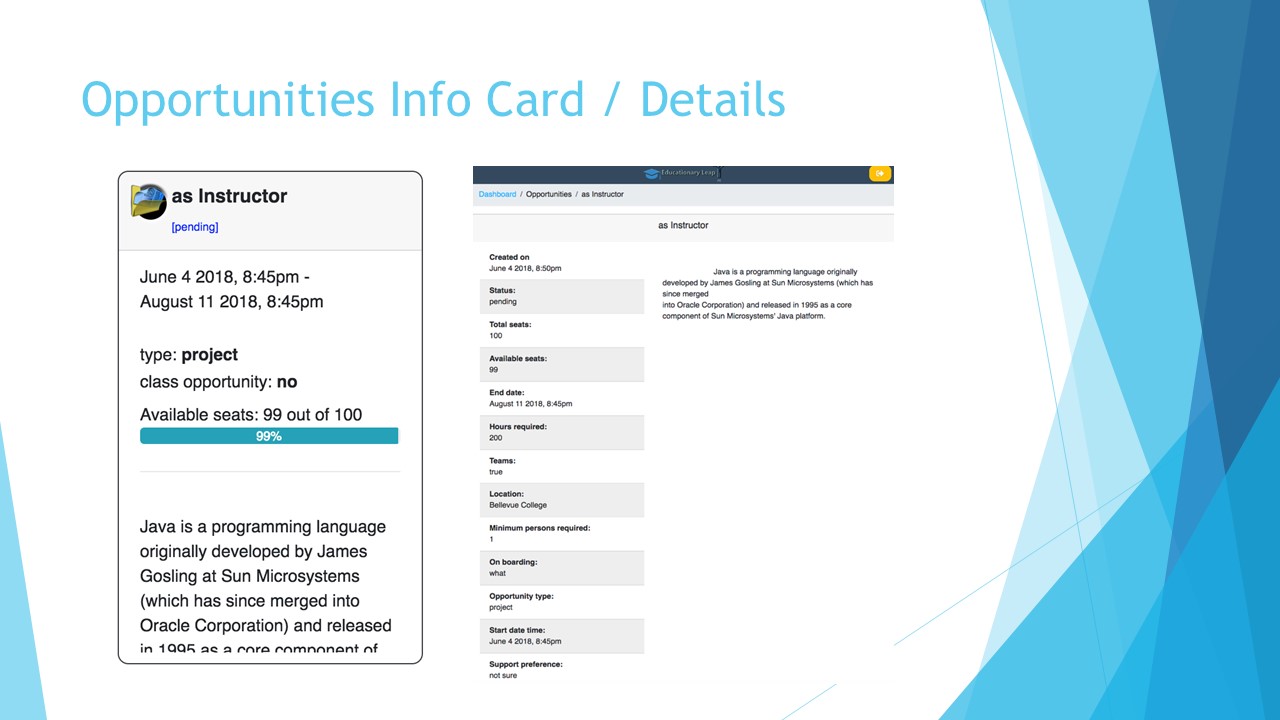 Opportunities Info Card / Details
as Instructor
[pending]
June 4 2018, 8:45pm -
August 11 2018, 8:45pm
type: project
class opportunity: no
Available seats: 99 out of 100
99%
Java is a programming language
originally developed by James
Gosling at Sun Microsystems
(which has since merged into
Oracle Corporation) and released
in 1995 as a core component of
Educationary Leap
Dashboard / Opportunities / as Instructor
as Instructor
Created on
June 4 2018, 8:50pm
Status:
pending
Total seats:
100
Available seats:
99
End date:
August 11 2018, 8:45pm
Hours required:
200
Teams:
true
Location:
Bellevue College
Minimum persons required:
1
On boarding:
what
Opportunity type:
project
Start date time:
June 4 2018, 8:45pm
Support preference:
not sure
Java is a programming language originally
developed by James Gosling at Sun Microsystems (which has
since merged
into Oracle Corporation) and released in 1995 as a core
component of Sun Microsystems' Java platform.